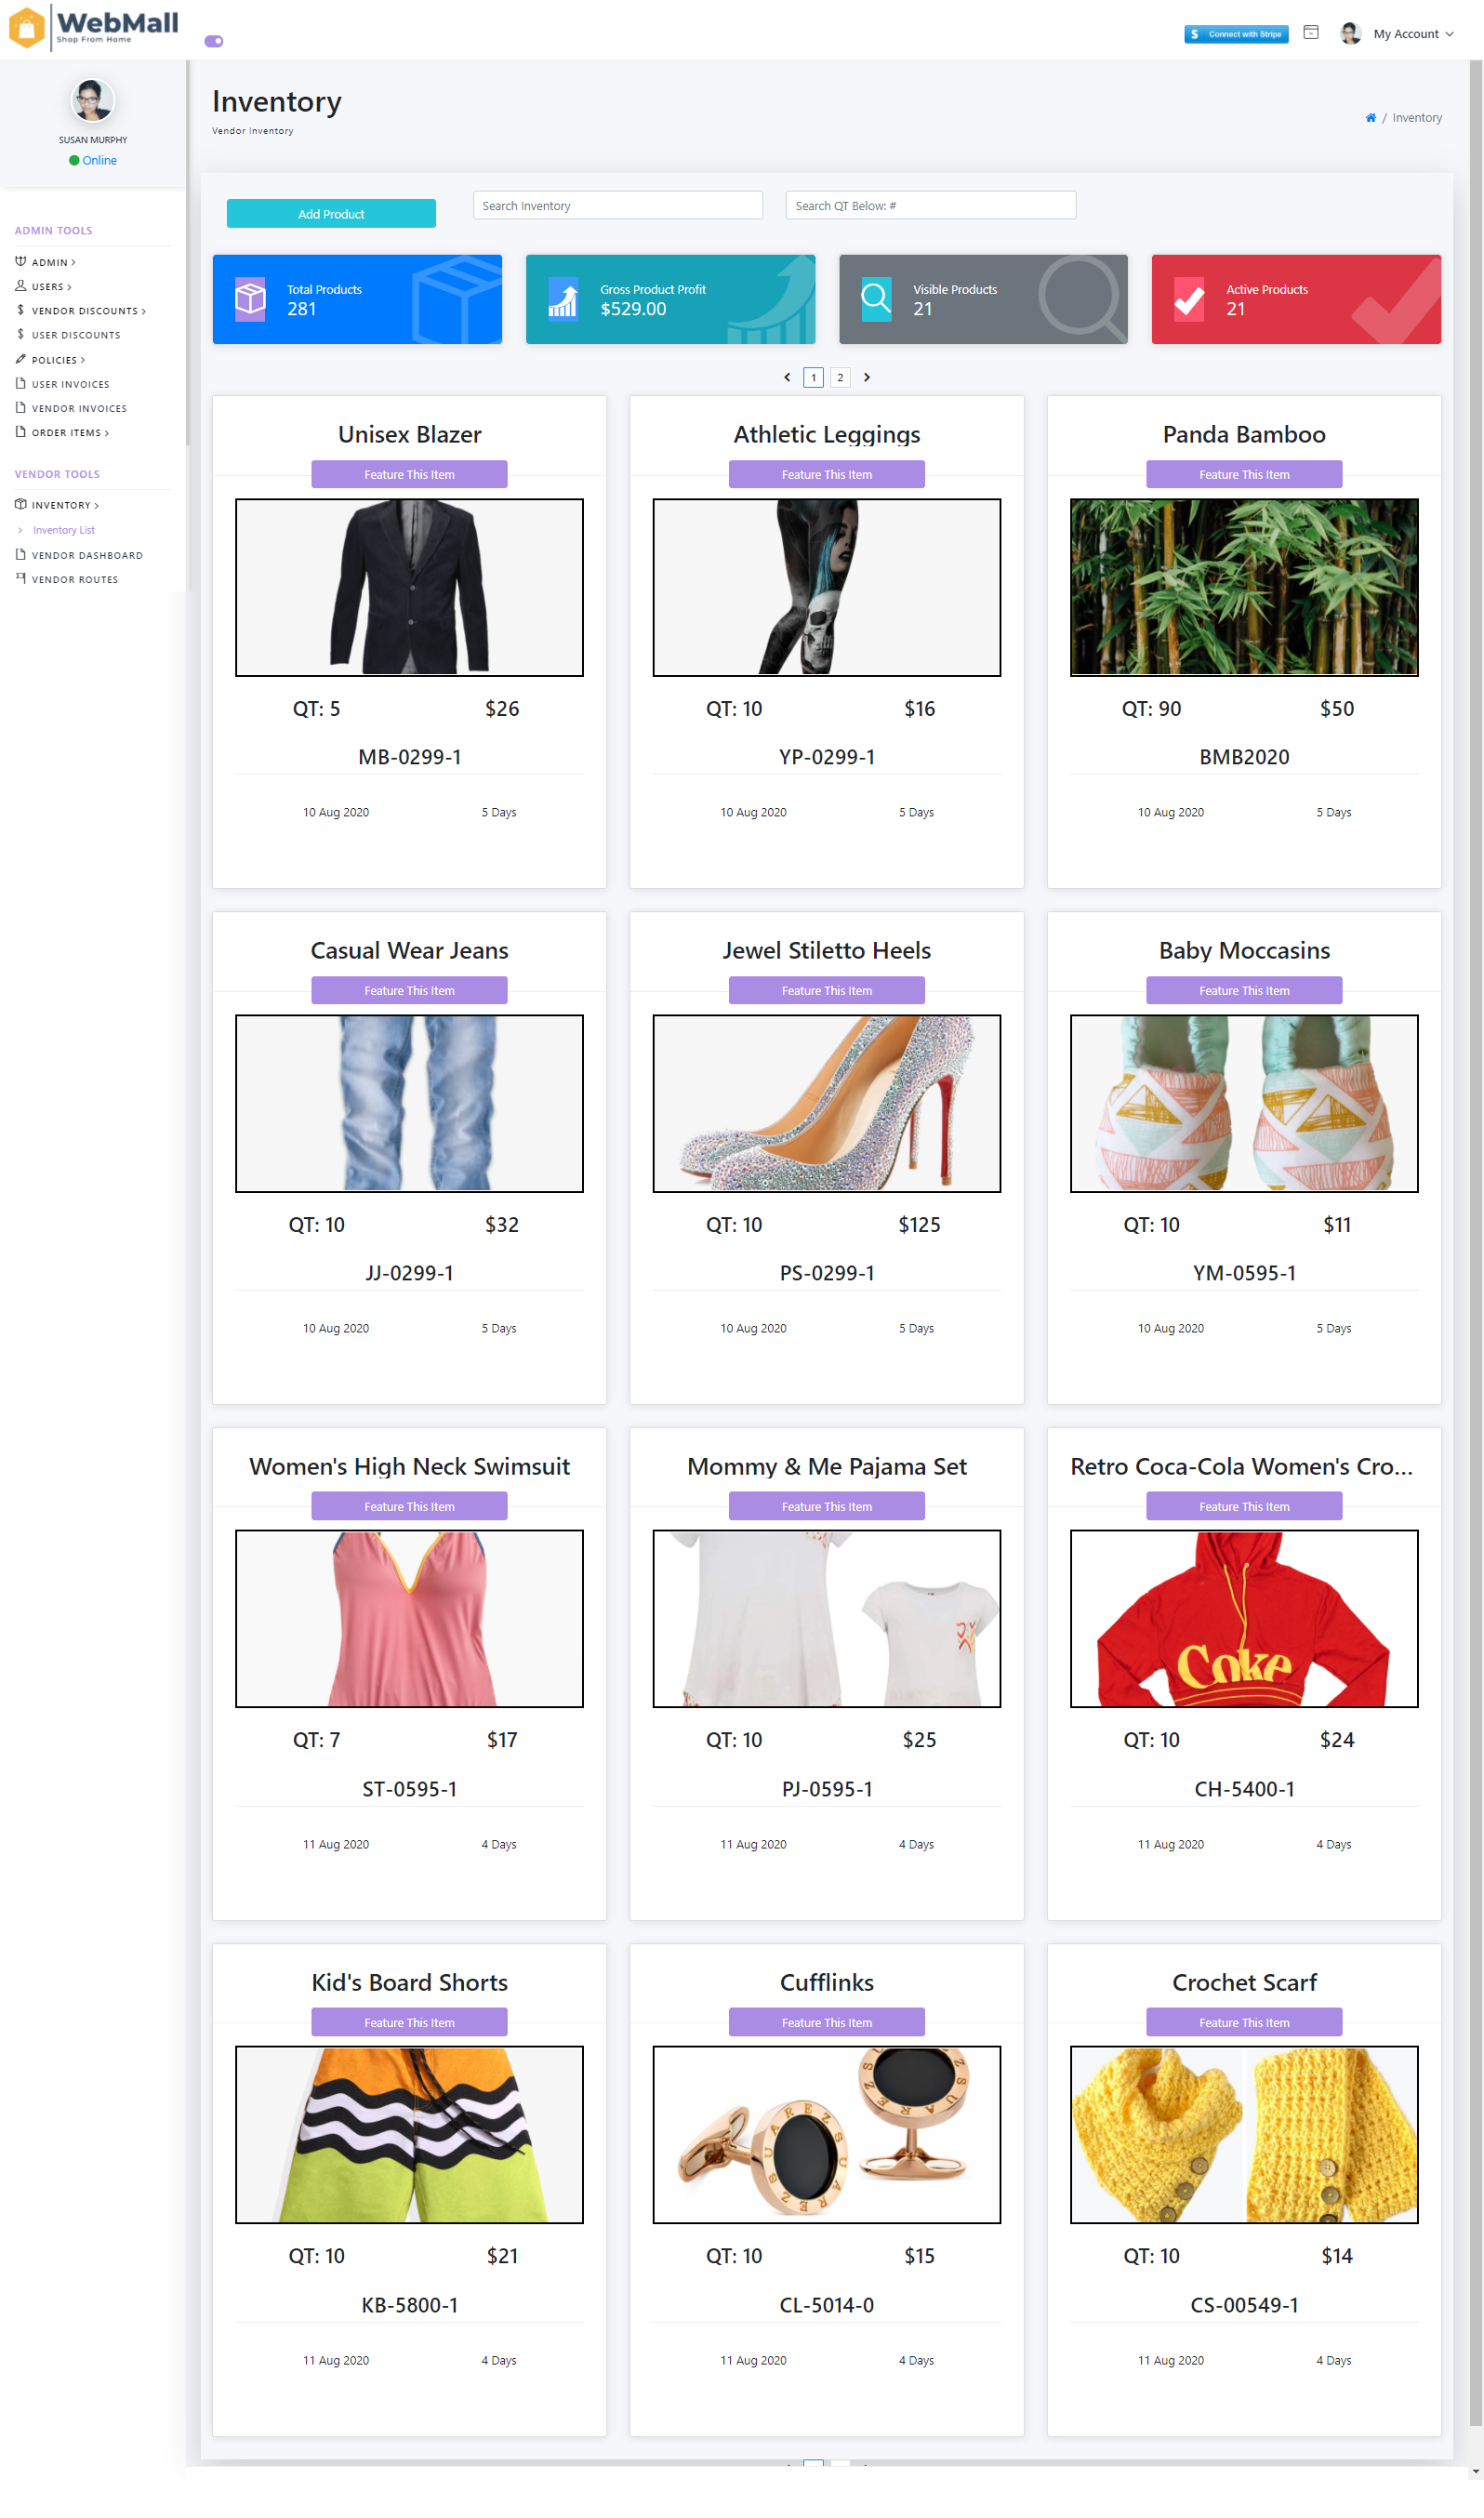 WebMall
Shop From Home
S Connect with Stripe
My Account
SUSAN MURPHY
Online
Inventory
Vendor Inventory
/ Inventory
ADMIN TOOLS
ADMIN
USERS
VENDOR DISCOUNTS
USER DISCOUNTS
POLICIES
USER INVOICES
VENDOR INVOICES
ORDER ITEMS
VENDOR TOOLS
INVENTORY
Inventory List
VENDOR DASHBOARD
VENDOR ROUTES
Add Product
Search Inventory
Search QT Below: #
Total Products
281
Gross Product Profit
$529.00
Visible Products
21
Active Products
21
1 2
Unisex Blazer
Feature This Item
QT: 5 $26
MB-0299-1
10 Aug 2020 5 Days
Athletic Leggings
Feature This Item
QT: 10 $16
YP-0299-1
10 Aug 2020 5 Days
Panda Bamboo
Feature This Item
QT: 90 $50
BMB2020
10 Aug 2020 5 Days
Casual Wear Jeans
Feature This Item
QT: 10 $32
JJ-0299-1
10 Aug 2020 5 Days
Jewel Stiletto Heels
Feature This Item
QT: 10 $125
PS-0299-1
10 Aug 2020 5 Days
Baby Moccasins
Feature This Item
QT: 10 $11
YM-0595-1
10 Aug 2020 5 Days
Women's High Neck Swimsuit
Feature This Item
QT: 7 $17
ST-0595-1
11 Aug 2020 4 Days
Mommy & Me Pajama Set
Feature This Item
QT: 10 $25
PJ-0595-1
11 Aug 2020 4 Days
Retro Coca-Cola Women's Cro...
Feature This Item
Coke
QT: 10 $24
CH-5400-1
11 Aug 2020 4 Days
Kid's Board Shorts
Feature This Item
QT: 10 $21
KB-5800-1
11 Aug 2020 4 Days
Cufflinks
Feature This Item
SUAREZ
SUAREZ
QT: 10 $15
CL-5014-0
11 Aug 2020 4 Days
Crochet Scarf
Feature This Item
QT: 10 $14
CS-00549-1
11 Aug 2020 4 Days